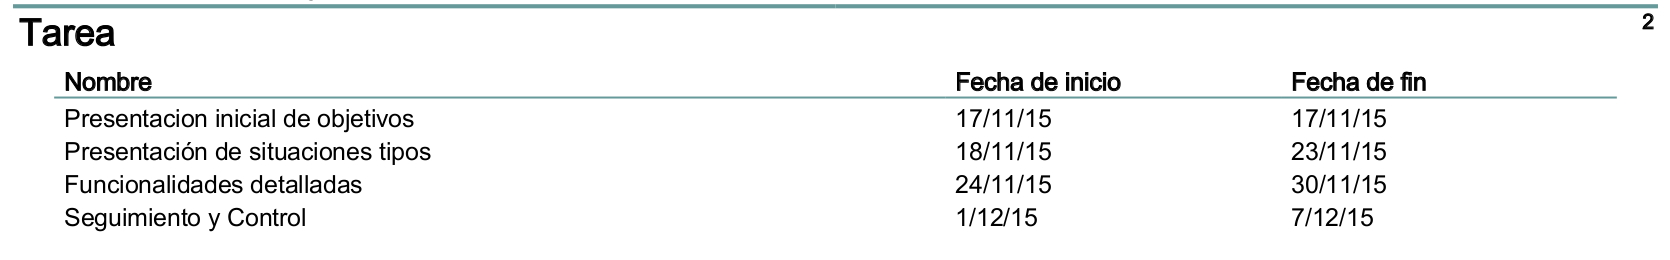 Tarea
2
Nombre Fecha de inicio Fecha de fin
Presentacion inicial de objetivos 17/11/15 17/11/15
Presentación de situaciones tipos 18/11/15 23/11/15
Funcionalidades detalladas 24/11/15 30/11/15
Seguimiento y Control 1/12/15 7/12/15